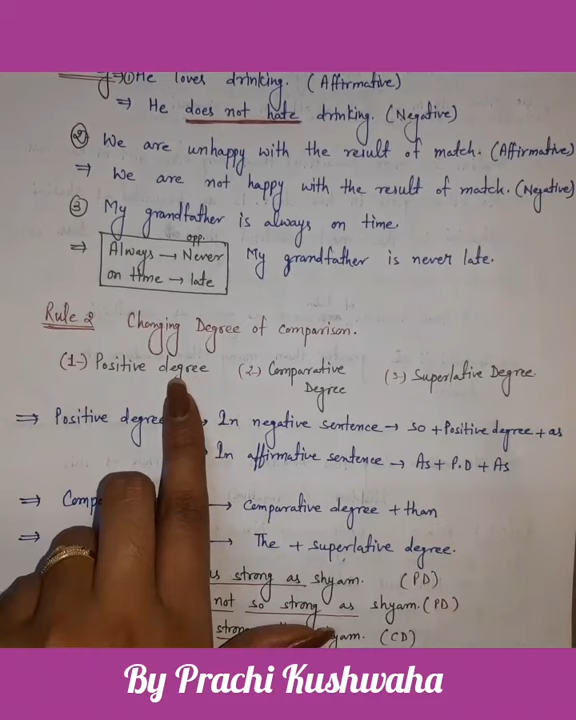 ⇒ ① He loves drinking. (Affirmative)
⇒ He does not hate drinking. (Negative)
② We are unhappy with the result of match. (Affirmative)
⇒ We are not happy with the result of match. (Negative)
③ My grandfather is always on time.
opp.
⇒ Always → Never
on time → late
My grandfather is never late.
Rule 2 Changing Degree of comparison.
(1.) Positive degree (2.) Comparative Degree (3.) Superlative Degree.
⇒ Positive degree → In negative sentence → so + Positive degree + as
In affirmative sentence → As + P.D + As
⇒ → Comparative degree + than
⇒ → The + superlative degree.
as strong as shyam. (PD)
not so strong as shyam. (PD)
(CD)
By Prachi Kushwaha